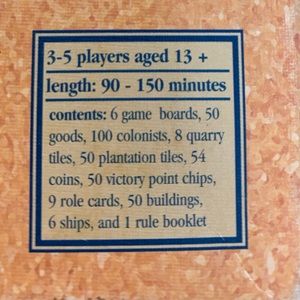 3-5 players aged 13 +
length: 90 - 150 minutes
contents: 6 game boards, 50
goods, 100 colonists, 8 quarry
tiles, 50 plantation tiles, 54
coins, 50 victory point chips,
9 role cards, 50 buildings,
6 ships, and 1 rule booklet